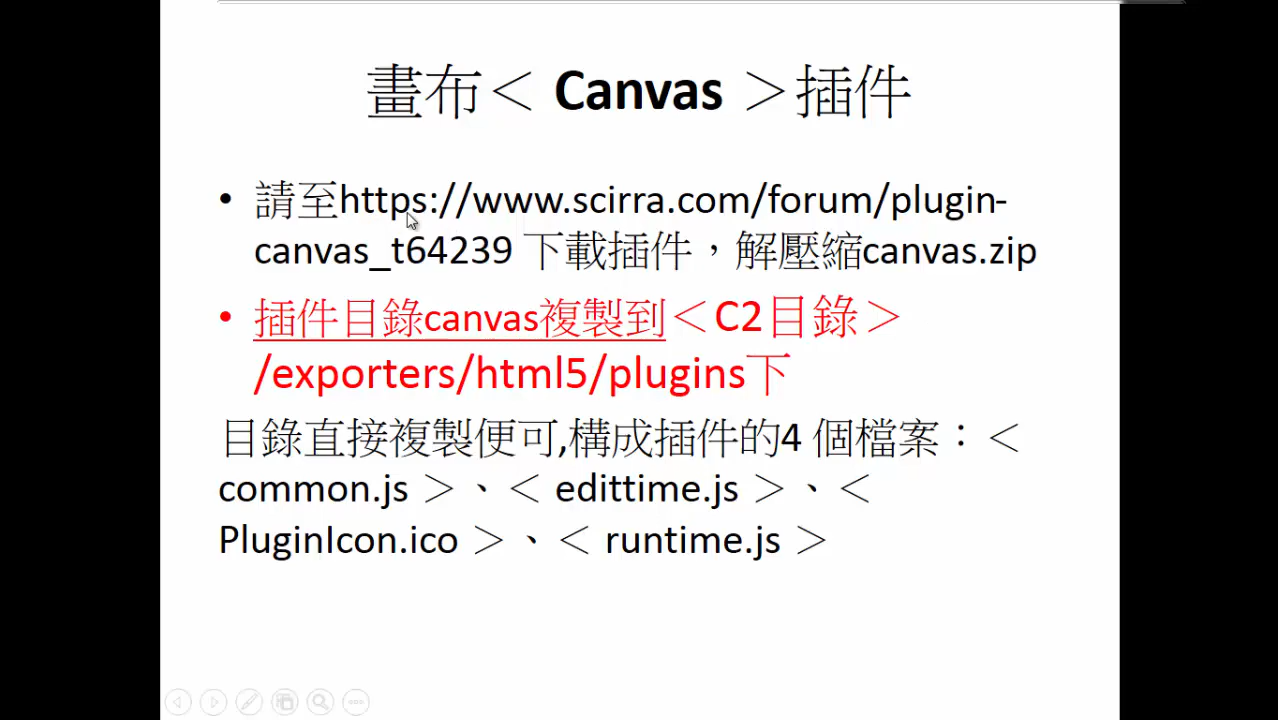 畫布＜ Canvas ＞插件
• 請至https://www.scirra.com/forum/plugin-
canvas_t64239 下載插件，解壓縮canvas.zip
• 插件目錄canvas複製到＜C2目錄＞
/exporters/html5/plugins下
目錄直接複製便可,構成插件的4 個檔案：＜
common.js ＞、＜ edittime.js ＞、＜
PluginIcon.ico ＞、＜ runtime.js ＞